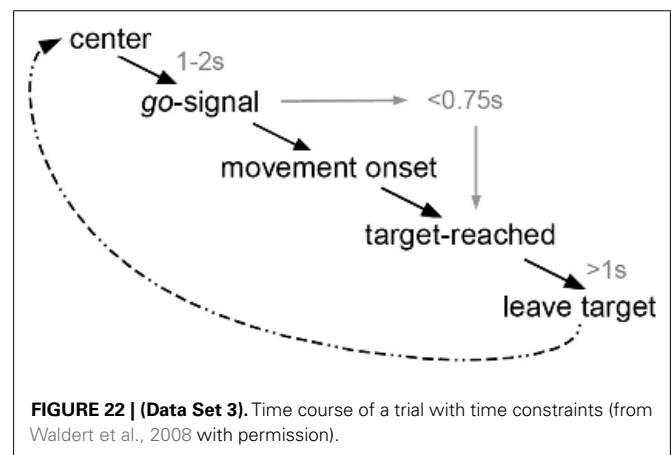 center
1-2s
go-signal
<0.75s
movement onset
target-reached
>1s
leave target
FIGURE 22 | (Data Set 3). Time course of a trial with time constraints (from
Waldert et al., 2008 with permission).